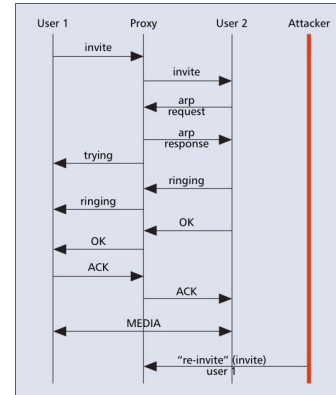 User 1 Proxy User 2 Attacker
invite
invite
arp
request
arp
response
trying
ringing
ringing
OK
OK
ACK
ACK
MEDIA
"re-invite" (invite)
user 1